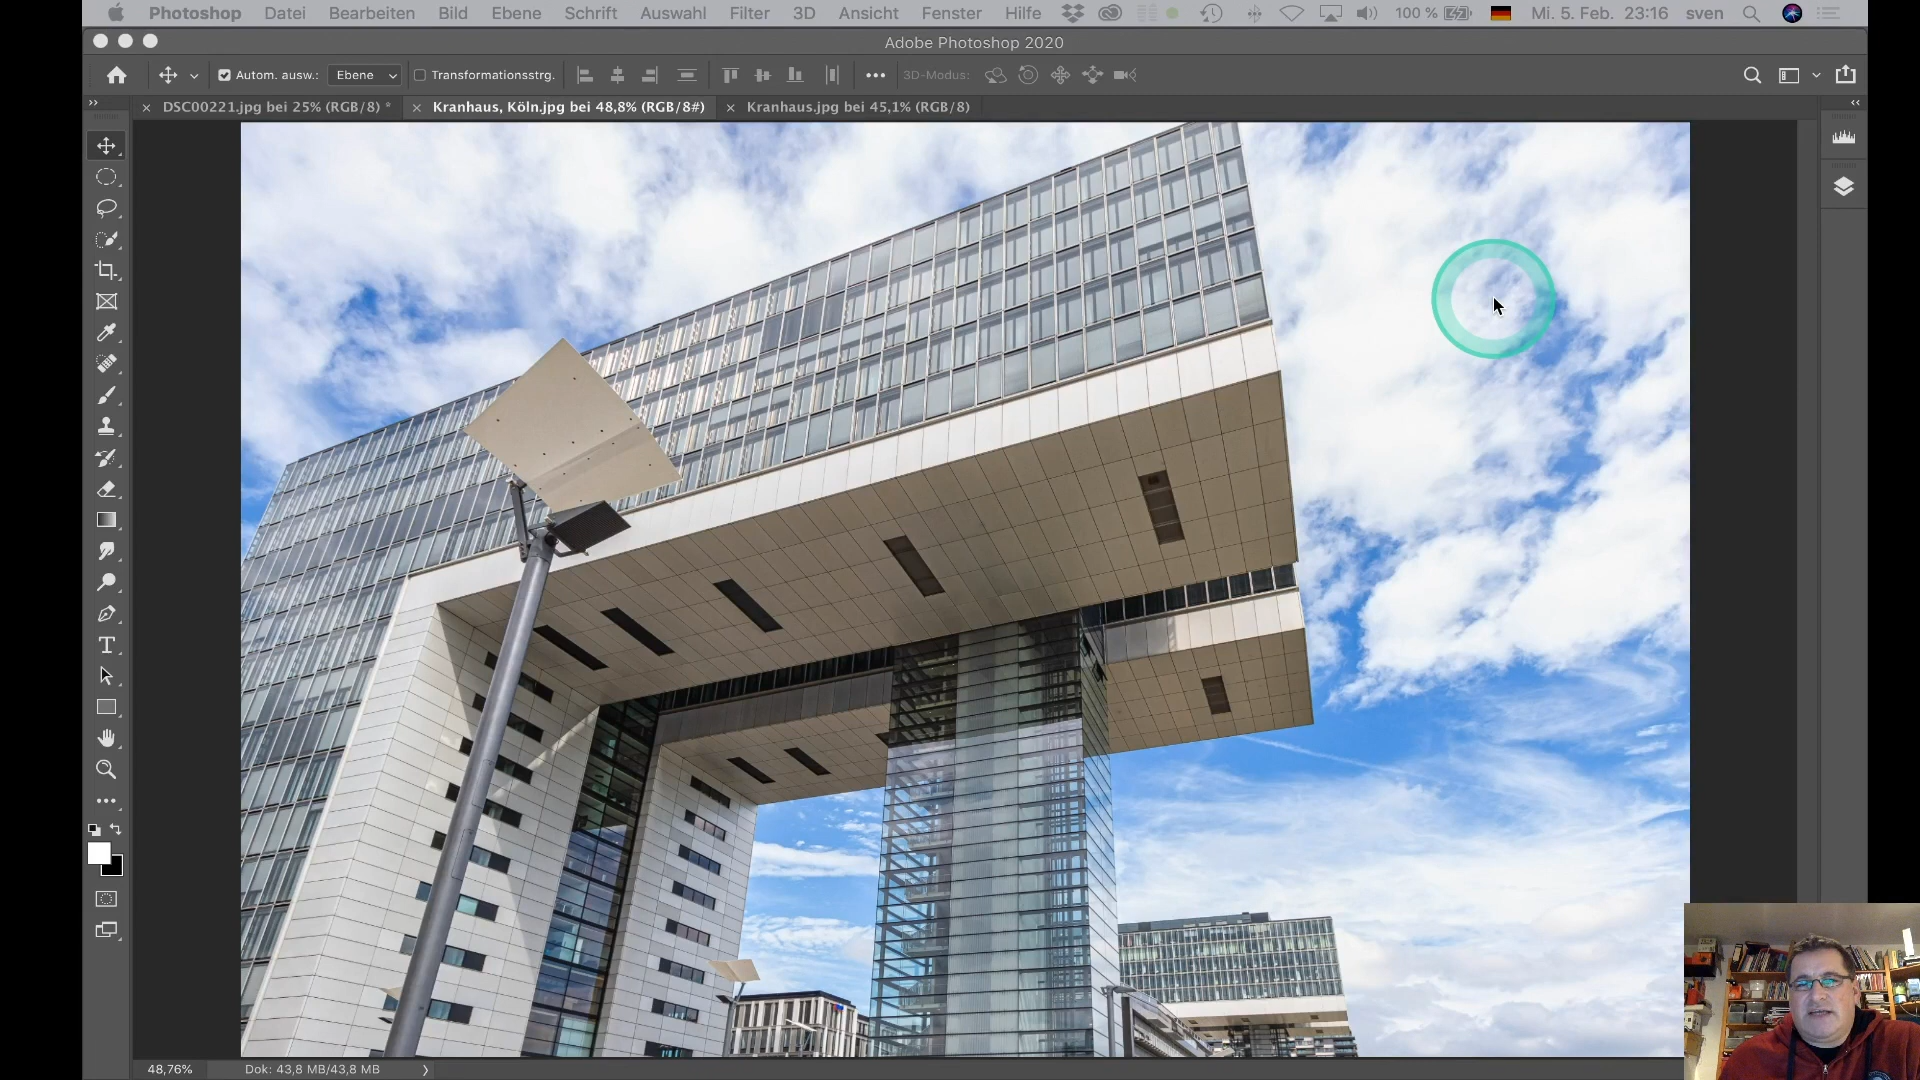 Photoshop Datei Bearbeiten Bild Ebene Schrift Auswahl Filter 3D Ansicht Fenster Hilfe 100 % Mi. 5. Feb. 23:16 sven
Adobe Photoshop 2020
Autom. ausw.: Ebene Transformationsstrg. 3D-Modus:
DSC00221.jpg bei 25% (RGB/8) * Kranhaus, Köln.jpg bei 48,8% (RGB/8#) Kranhaus.jpg bei 45,1% (RGB/8)
48,76% Dok: 43,8 MB/43,8 MB